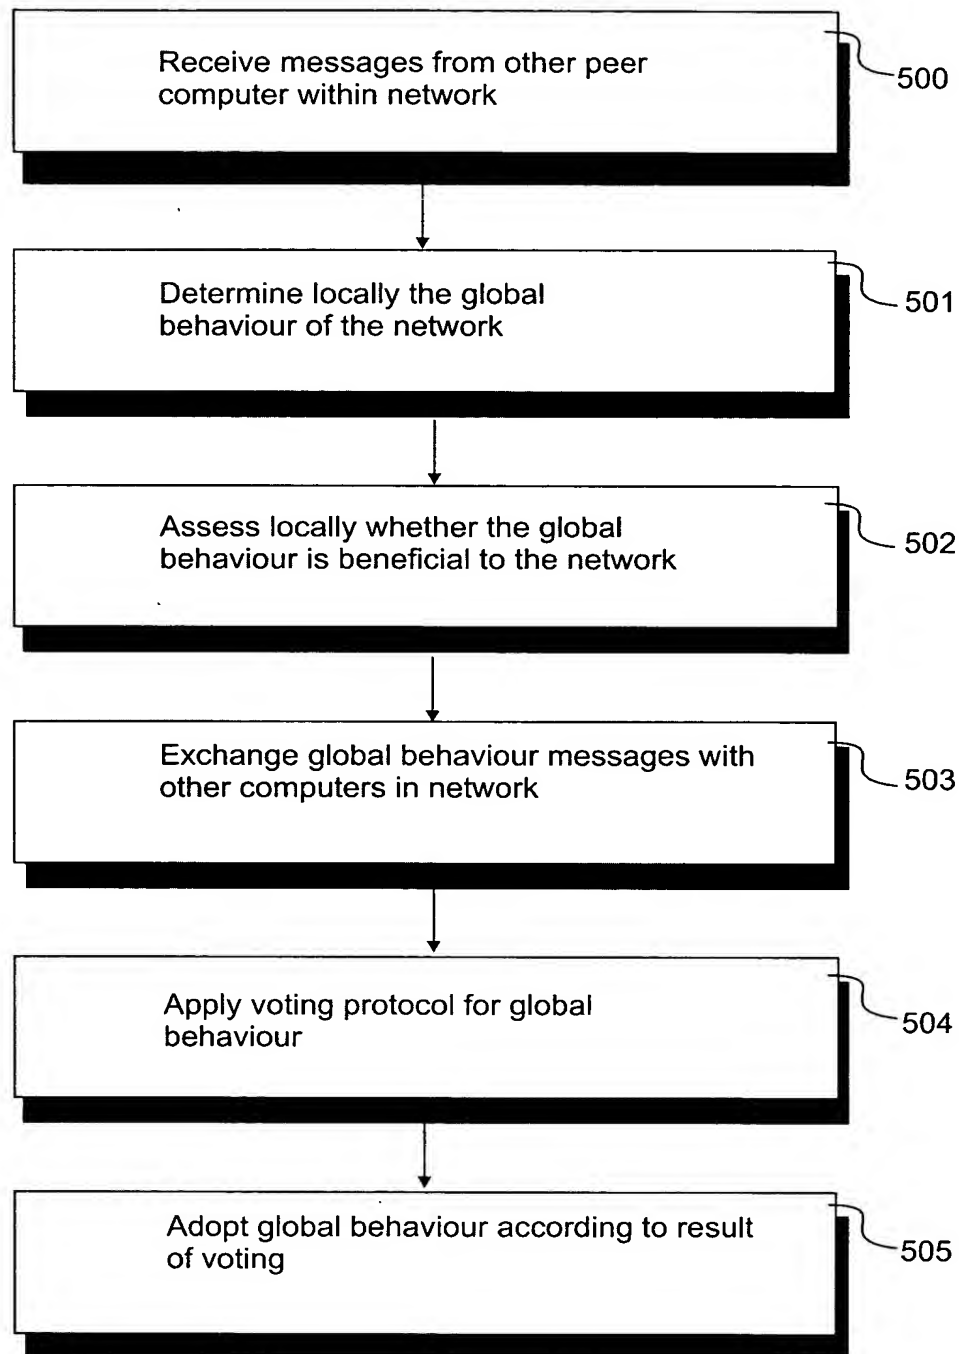 Receive messages from other peer
computer within network
500
Determine locally the global
behaviour of the network
501
Assess locally whether the global
behaviour is beneficial to the network
502
Exchange global behaviour messages with
other computers in network
503
Apply voting protocol for global
behaviour
504
Adopt global behaviour according to result
of voting
505